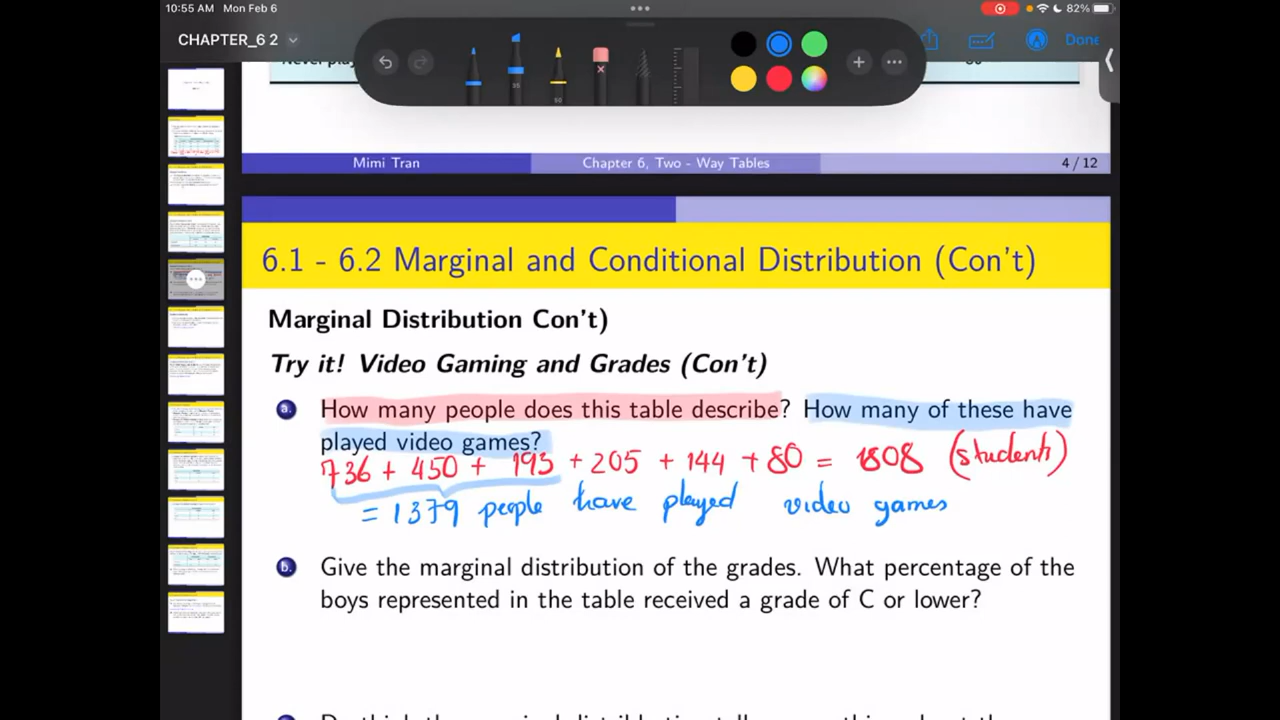 10:55 AM Mon Feb 6
82%
CHAPTER_6 2
35
50
Done
Never play
Mimi Tran Chapter 6, Two - Way Tables 4 / 12
6.1 - 6.2 Marginal and Conditional Distribution (Con't)
Marginal Distribution Con't)
Try it! Video Gaming and Grades (Con't)
a. How many people does this table describe? How many of these have
played video games?
736 + 450 + 193 + 205 + 144 + 80 = 1808 (students)
= 1379 people have played video games
b. Give the marginal distribution of the grades. What percentage of the
boys represented in the table received a grade of C or lower?